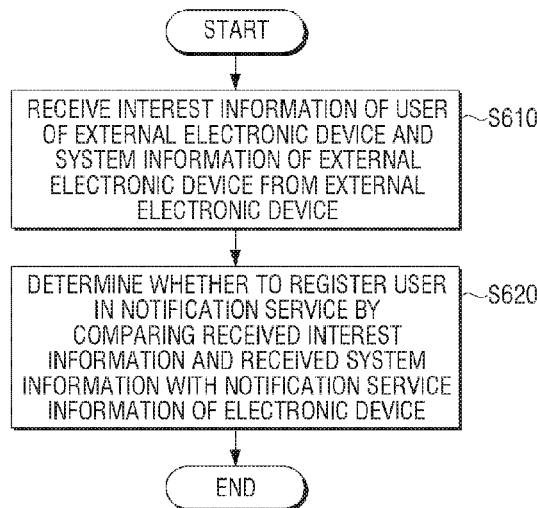 START
RECEIVE INTEREST INFORMATION OF USER
OF EXTERNAL ELECTRONIC DEVICE AND
SYSTEM INFORMATION OF EXTERNAL
ELECTRONIC DEVICE FROM EXTERNAL
ELECTRONIC DEVICE
S610
DETERMINE WHETHER TO REGISTER USER
IN NOTIFICATION SERVICE BY
COMPARING RECEIVED INTEREST
INFORMATION AND RECEIVED SYSTEM
INFORMATION WITH NOTIFICATION SERVICE
INFORMATION OF ELECTRONIC DEVICE
S620
END